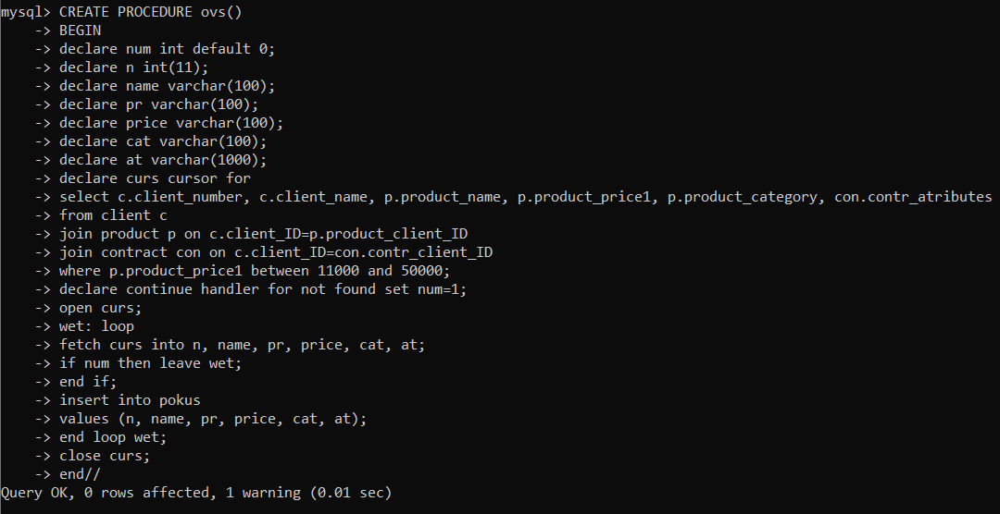 mysql> CREATE PROCEDURE ovs()
    -> BEGIN
    -> declare num int default 0;
    -> declare n int(11);
    -> declare name varchar(100);
    -> declare pr varchar(100);
    -> declare price varchar(100);
    -> declare cat varchar(100);
    -> declare at varchar(1000);
    -> declare curs cursor for
    -> select c.client_number, c.client_name, p.product_name, p.product_price1, p.product_category, con.contr_atributes
    -> from client c
    -> join product p on c.client_ID=p.product_client_ID
    -> join contract con on c.client_ID=con.contr_client_ID
    -> where p.product_price1 between 11000 and 50000;
    -> declare continue handler for not found set num=1;
    -> open curs;
    -> wet: loop
    -> fetch curs into n, name, pr, price, cat, at;
    -> if num then leave wet;
    -> end if;
    -> insert into pokus
    -> values (n, name, pr, price, cat, at);
    -> end loop wet;
    -> close curs;
    -> end//
Query OK, 0 rows affected, 1 warning (0.01 sec)